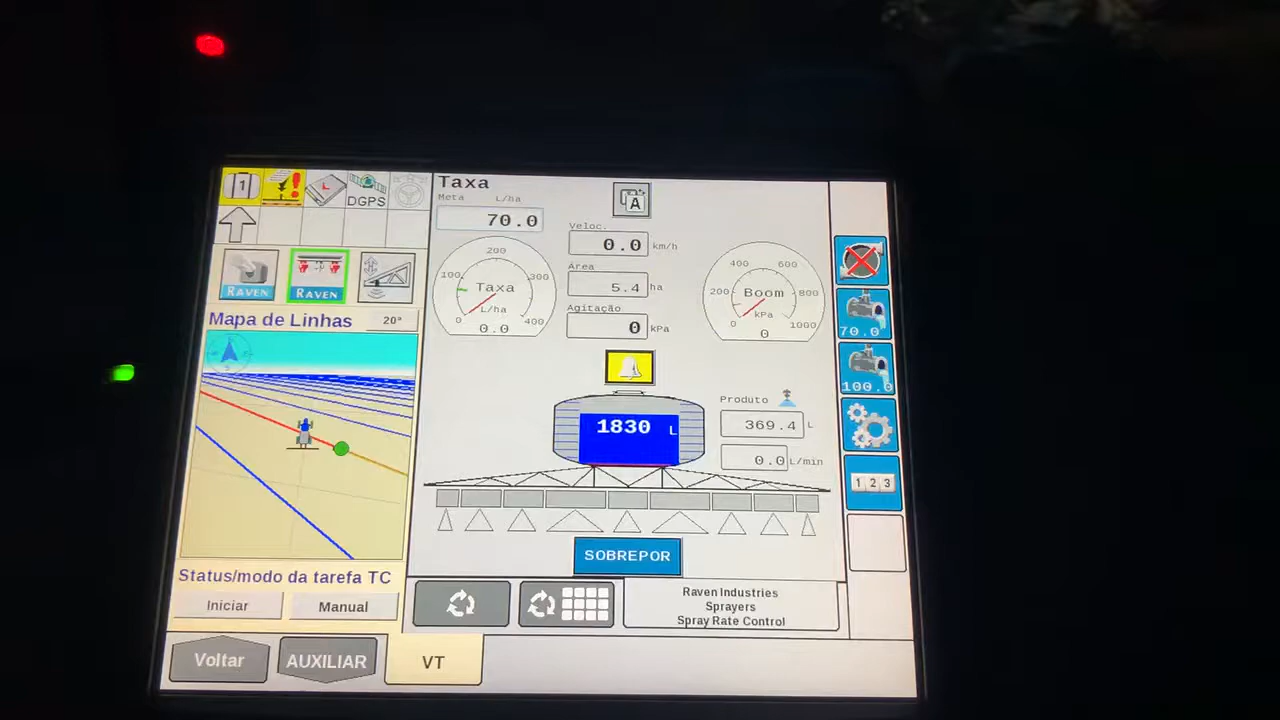 1
DGPS
RAVEN
RAVEN
Mapa de Linhas
20°
Status/modo da tarefa TC
Iniciar
Manual
Voltar
AUXILIAR
VT
Taxa
Meta
L/ha
70.0
A
Veloc.
0.0 km/h
Area
5.4 ha
Agitação
0 kPa
0
100
200
300
400
Taxa
L/ha
0.0
0
200
400
600
800
1000
Boom
kPa
0
1830 L
Produto
369.4 L
0.0 L/min
SOBREPOR
Raven Industries
Sprayers
Spray Rate Control
70.0
100.0
1 2 3